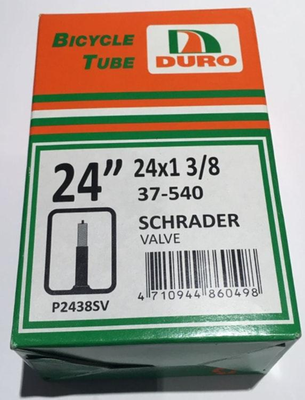 BICYCLE
TUBE
DURO
24"
24x1 3/8
37-540
SCHRADER
VALVE
P2438SV
4 710944 860498